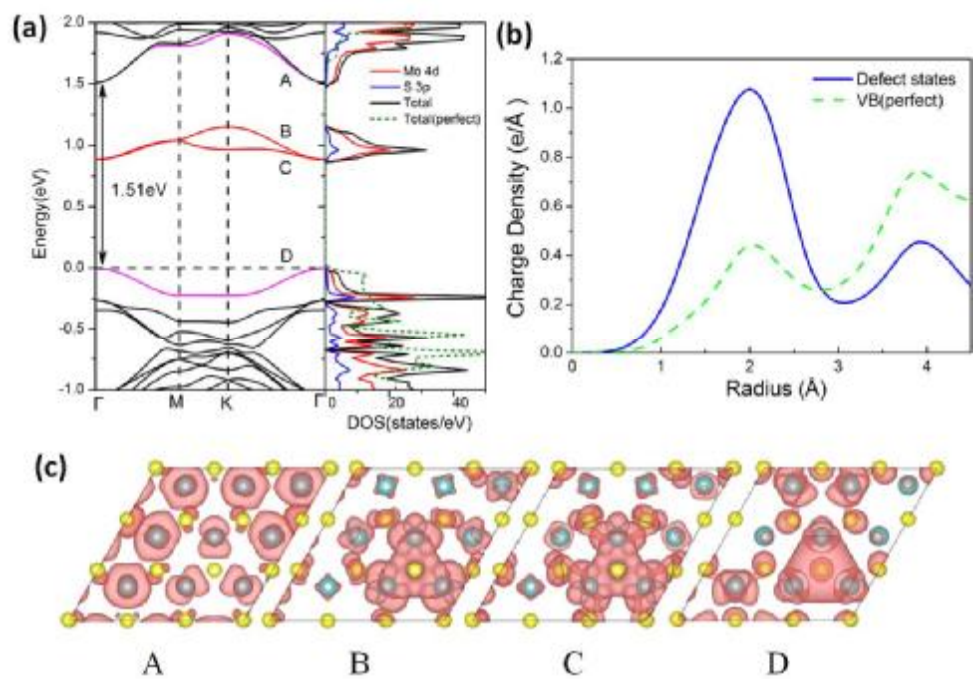 (a)
2.0
1.5
1.0
0.5
0.0
-0.5
-1.0
Energy(eV)
1.51eV
A
B
C
D
Γ
M
K
Γ
Mo 4d
S 3p
Total
Total(perfect)
0
20
40
DOS(states/eV)
(b)
1.2
1.0
0.8
0.6
0.4
0.2
0.0
Charge Density (e/Å)
Defect states
VB(perfect)
0
1
2
3
4
Radius (Å)
(c)
A
B
C
D